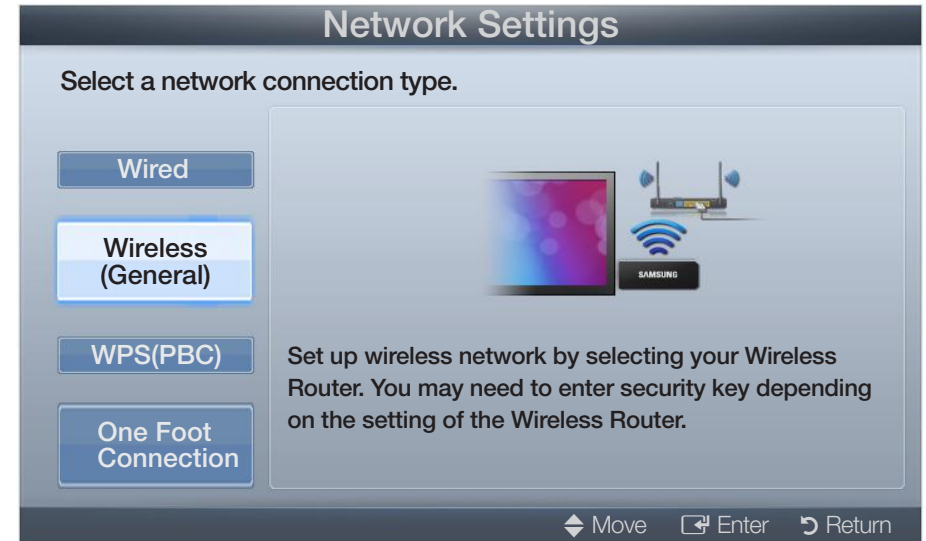 Network Settings
Select a network connection type.
Wired
Wireless
(General)
WPS(PBC)
One Foot
Connection
SAMSUNG
Set up wireless network by selecting your Wireless
Router. You may need to enter security key depending
on the setting of the Wireless Router.
Move Enter Return